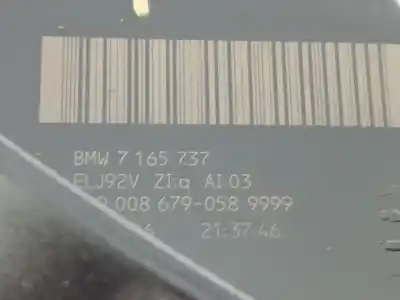 BMW 7 165 737
ELJ92V ZI:q AI 03
008 679-058 9999
21:37:46